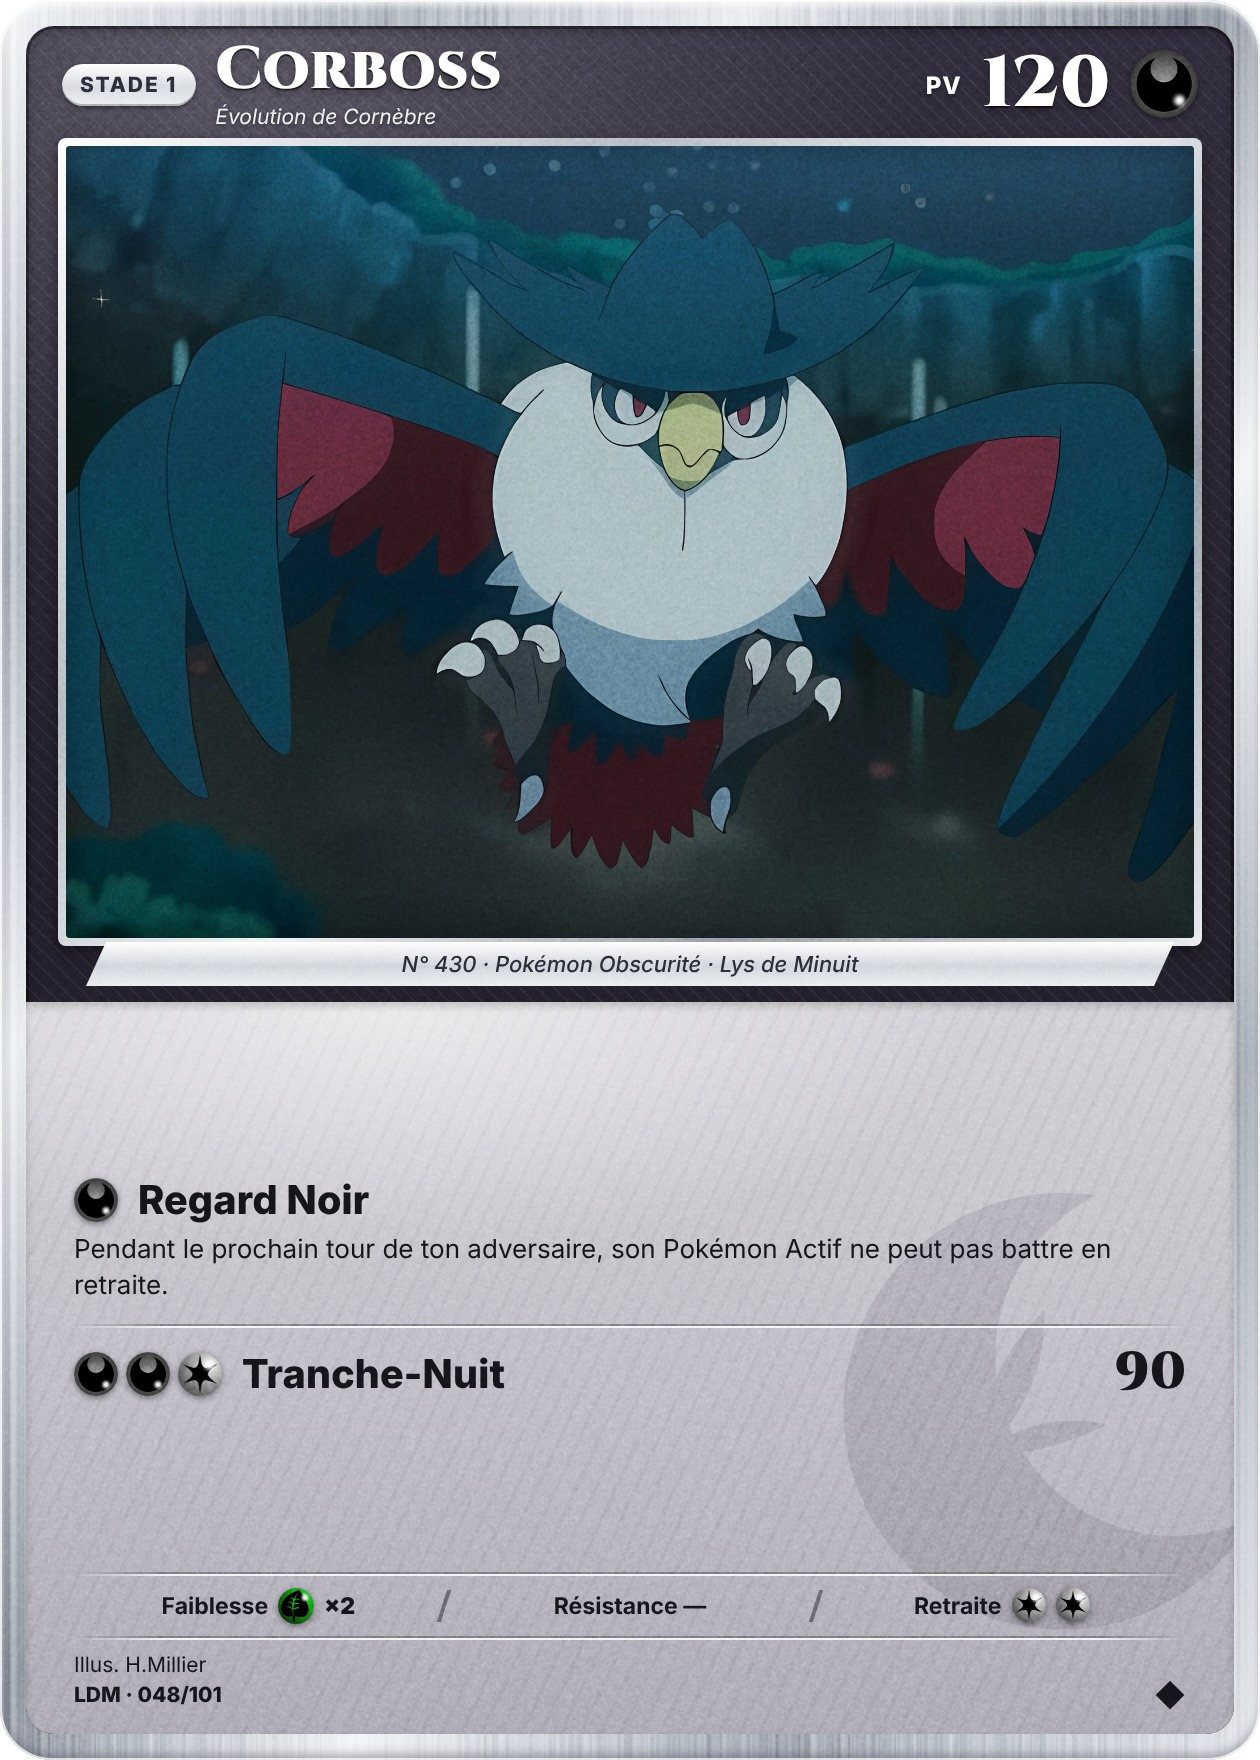 STADE 1
Corboss
Évolution de Cornèbre
PV 120
N° 430 · Pokémon Obscurité · Lys de Minuit
Regard Noir
Pendant le prochain tour de ton adversaire, son Pokémon Actif ne peut pas battre en
retraite.
Tranche-Nuit 90
Faiblesse ×2 / Résistance — / Retraite
Illus. H.Millier
LDM · 048/101